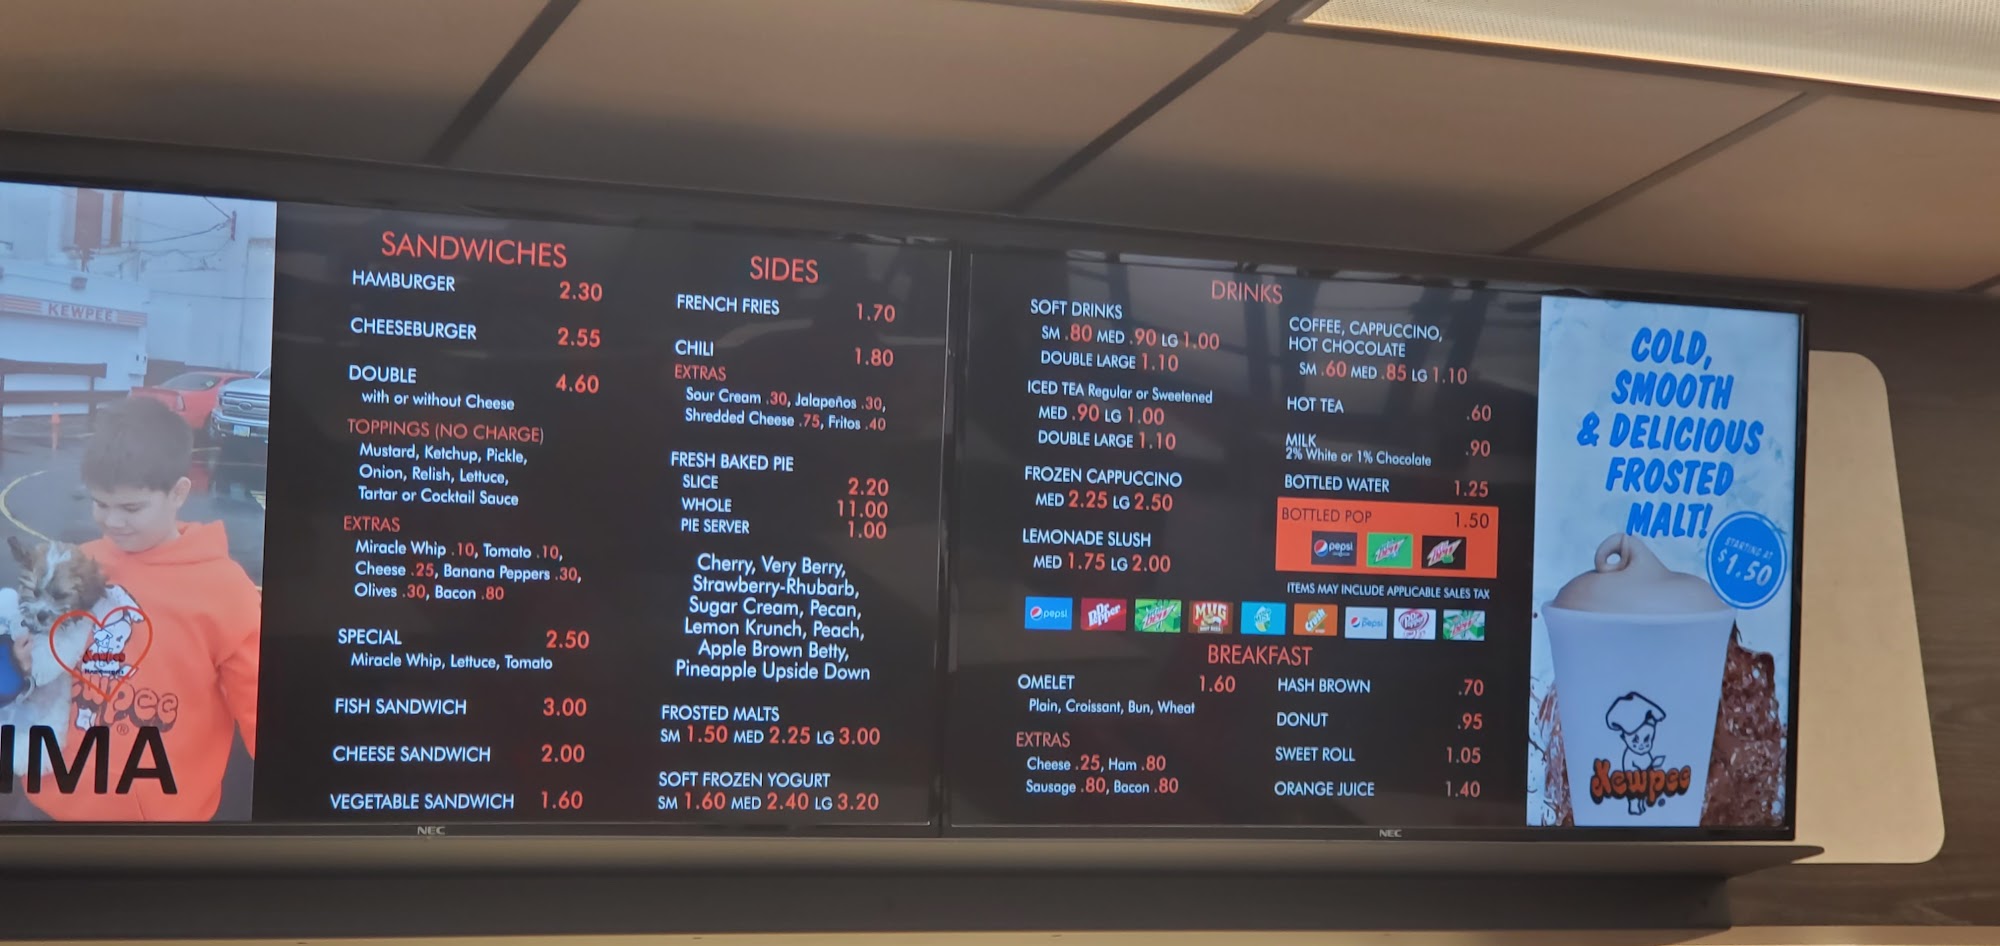 KEWPEE
Kewpee
IMA
SANDWICHES
HAMBURGER 2.30
CHEESEBURGER 2.55
DOUBLE 4.60
with or without Cheese
TOPPINGS (NO CHARGE)
Mustard, Ketchup, Pickle,
Onion, Relish, Lettuce,
Tartar or Cocktail Sauce
EXTRAS
Miracle Whip .10, Tomato .10,
Cheese .25, Banana Peppers .30,
Olives .30, Bacon .80
SPECIAL 2.50
Miracle Whip, Lettuce, Tomato
FISH SANDWICH 3.00
CHEESE SANDWICH 2.00
VEGETABLE SANDWICH 1.60
SIDES
FRENCH FRIES 1.70
CHILI 1.80
EXTRAS
Sour Cream .30, Jalapeños .30,
Shredded Cheese .75, Fritos .40
FRESH BAKED PIE
SLICE 2.20
WHOLE 11.00
PIE SERVER 1.00
Cherry, Very Berry,
Strawberry-Rhubarb,
Sugar Cream, Pecan,
Lemon Krunch, Peach,
Apple Brown Betty,
Pineapple Upside Down
FROSTED MALTS
SM 1.50 MED 2.25 LG 3.00
SOFT FROZEN YOGURT
SM 1.60 MED 2.40 LG 3.20
NEC
DRINKS
SOFT DRINKS
SM .80 MED .90 LG 1.00
DOUBLE LARGE 1.10
ICED TEA Regular or Sweetened
MED .90 LG 1.00
DOUBLE LARGE 1.10
FROZEN CAPPUCCINO
MED 2.25 LG 2.50
LEMONADE SLUSH
MED 1.75 LG 2.00
COFFEE, CAPPUCCINO,
HOT CHOCOLATE
SM .60 MED .85 LG 1.10
HOT TEA .60
MILK .90
2% White or 1% Chocolate
BOTTLED WATER 1.25
BOTTLED POP 1.50
pepsi
ITEMS MAY INCLUDE APPLICABLE SALES TAX
pepsi Dr Pepper MUG Crush pepsi
BREAKFAST
OMELET 1.60
Plain, Croissant, Bun, Wheat
EXTRAS
Cheese .25, Ham .80
Sausage .80, Bacon .80
HASH BROWN .70
DONUT .95
SWEET ROLL 1.05
ORANGE JUICE 1.40
NEC
COLD,
SMOOTH
& DELICIOUS
FROSTED
MALT!
STARTING AT
$1.50
Kewpee